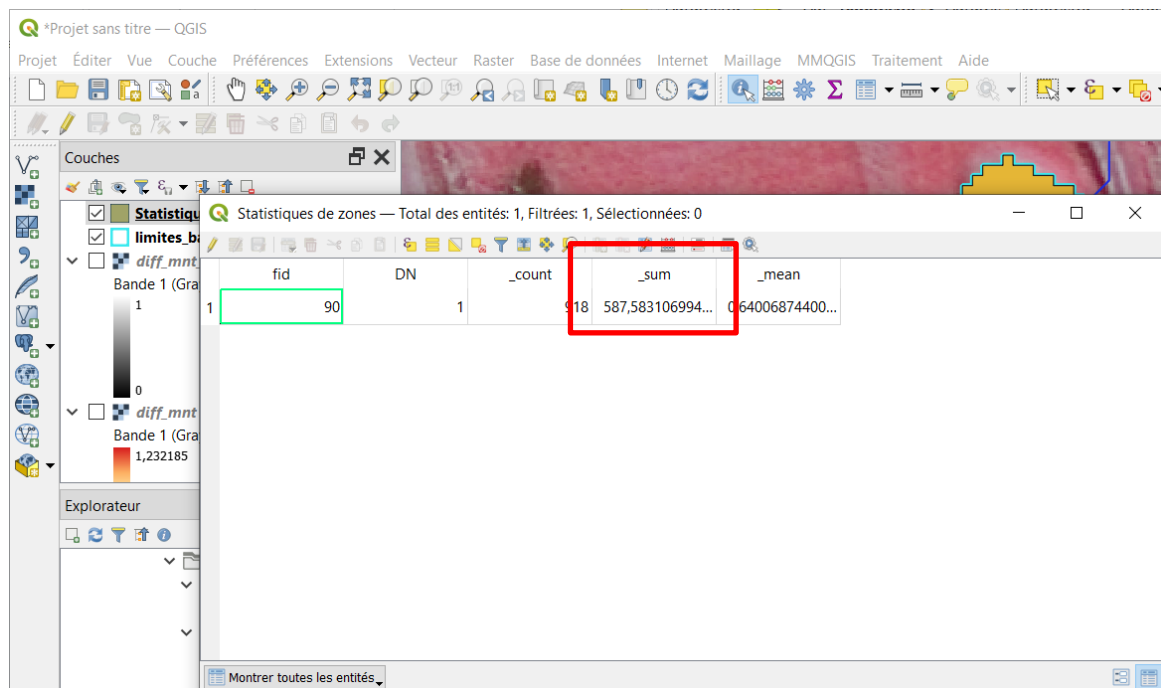 *Projet sans titre — QGIS
Projet Éditer Vue Couche Préférences Extensions Vecteur Raster Base de données Internet Maillage MMQGIS Traitement Aide
Couches
Statistiqu
limites_ba
diff_mnt_
Bande 1 (Gra
1
0
diff_mnt
Bande 1 (Gra
1,232185
Explorateur
Statistiques de zones — Total des entités: 1, Filtrées: 1, Sélectionnées: 0
fid DN _count _sum _mean
1 90 1 918 587,583106994... 0,64006874400...
Montrer toutes les entités